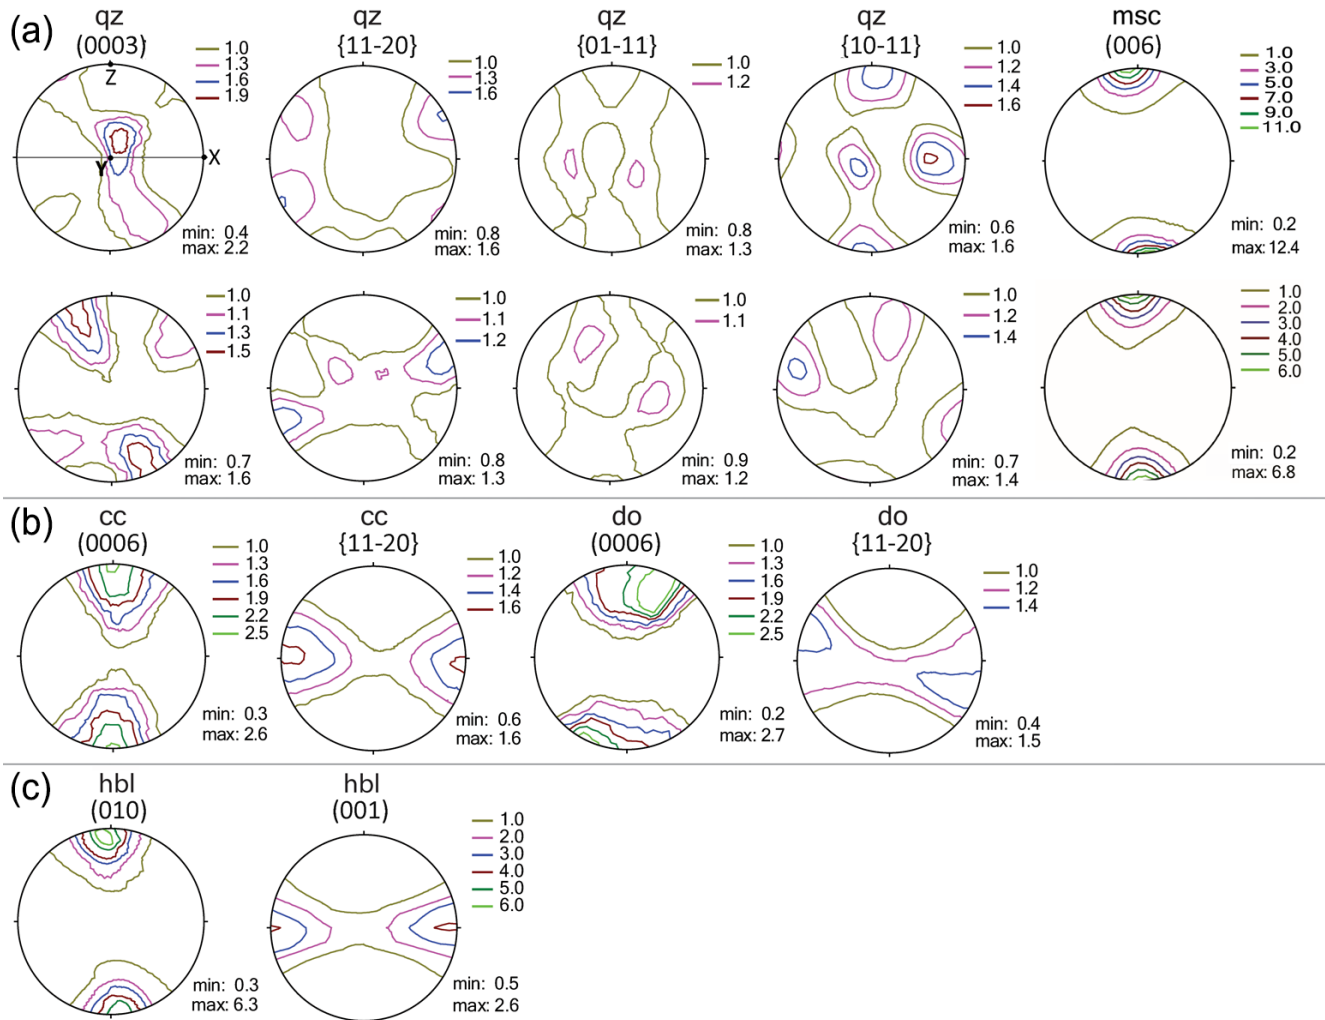 (a)
qz
(0003)
1.0
1.3
1.6
1.9
Z
Y
X
min: 0.4
max: 2.2
qz
{11-20}
1.0
1.3
1.6
min: 0.8
max: 1.6
qz
{01-11}
1.0
1.2
min: 0.8
max: 1.3
qz
{10-11}
1.0
1.2
1.4
1.6
min: 0.6
max: 1.6
msc
(006)
1.0
3.0
5.0
7.0
9.0
11.0
min: 0.2
max: 12.4
1.0
1.1
1.3
1.5
min: 0.7
max: 1.6
1.0
1.1
1.2
min: 0.8
max: 1.3
1.0
1.1
min: 0.9
max: 1.2
1.0
1.2
1.4
min: 0.7
max: 1.4
1.0
2.0
3.0
4.0
5.0
6.0
min: 0.2
max: 6.8
(b)
cc
(0006)
1.0
1.3
1.6
1.9
2.2
2.5
min: 0.3
max: 2.6
cc
{11-20}
1.0
1.2
1.4
1.6
min: 0.6
max: 1.6
do
(0006)
1.0
1.3
1.6
1.9
2.2
2.5
min: 0.2
max: 2.7
do
{11-20}
1.0
1.2
1.4
min: 0.4
max: 1.5
(c)
hbl
(010)
min: 0.3
max: 6.3
hbl
(001)
1.0
2.0
3.0
4.0
5.0
6.0
min: 0.5
max: 2.6